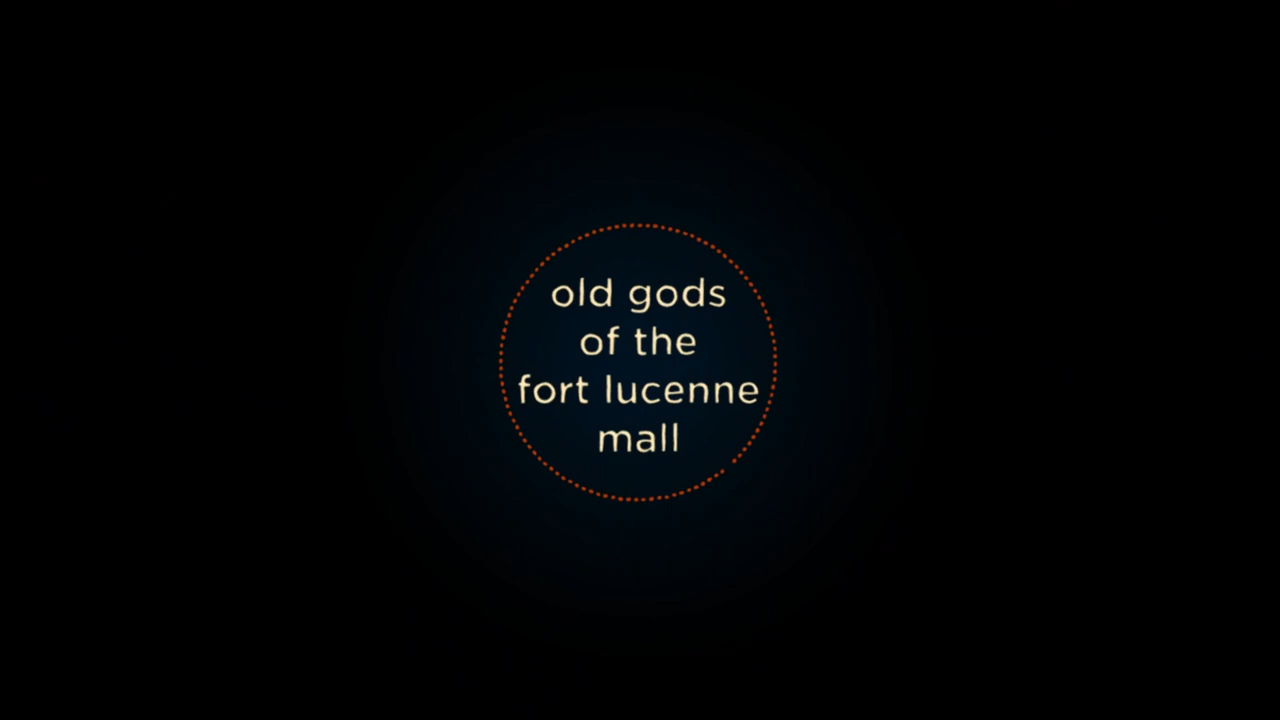 old gods
of the
fort lucenne
mall